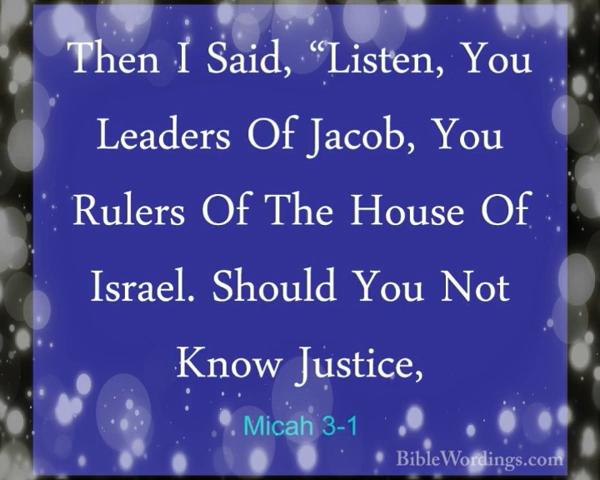 Then I Said, “Listen, You
Leaders Of Jacob, You
Rulers Of The House Of
Israel. Should You Not
Know Justice,
Micah 3-1
BibleWordings.com